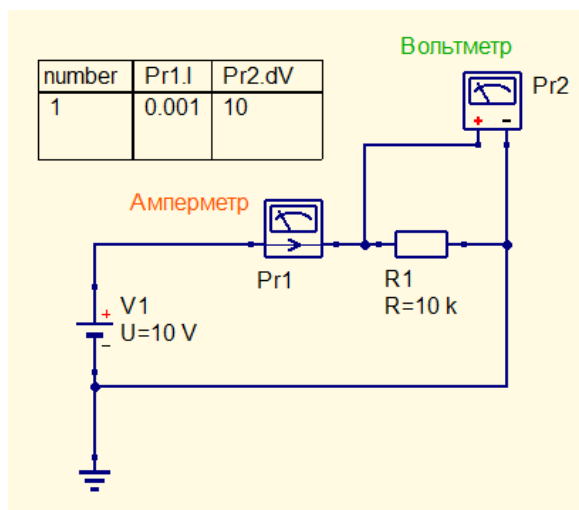 Вольтметр
number Pr1.I Pr2.dV
1 0.001 10
Pr2
+ -
Амперметр
Pr1
R1
R=10 k
V1
+
U=10 V
-